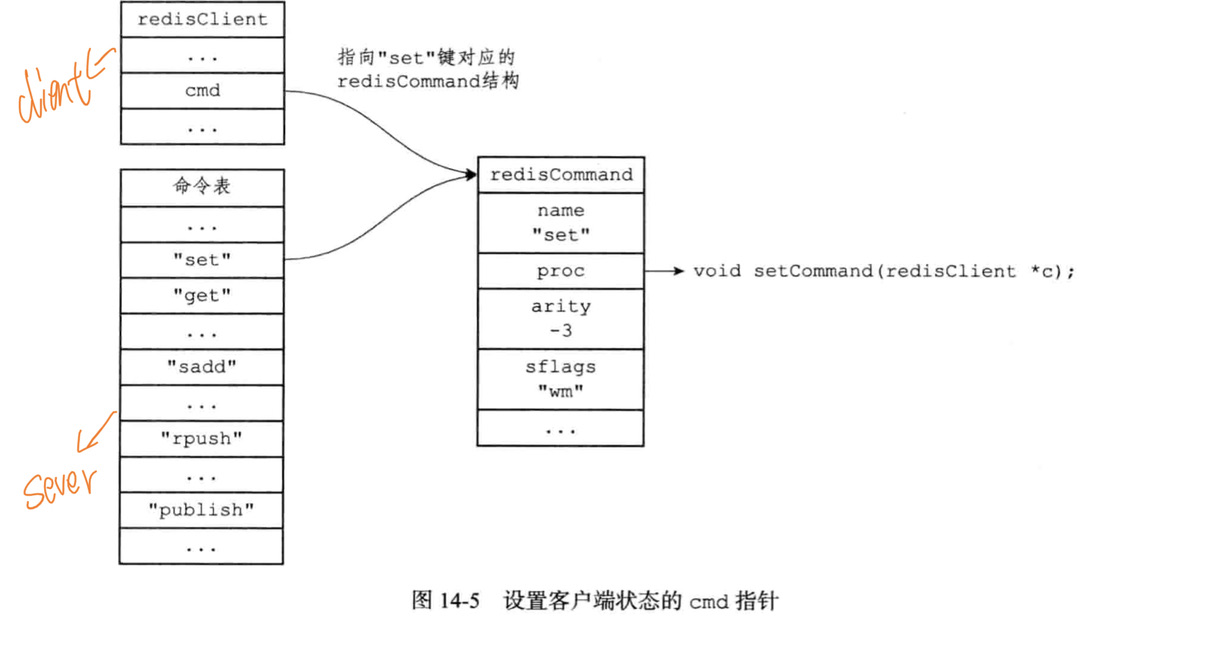 redisClient
...
cmd
...
client
指向"set"键对应的
redisCommand结构
命令表
...
"set"
"get"
...
"sadd"
...
"rpush"
...
"publish"
...
sever
redisCommand
name
"set"
proc
void setCommand(redisClient *c);
arity
-3
sflags
"wm"
...
图 14-5 设置客户端状态的 cmd 指针